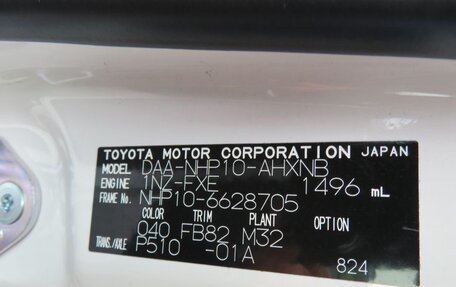 TOYOTA MOTOR CORPORATION JAPAN
MODEL DAA-NHP10-AHXNB
ENGINE 1NZ-FXE 1496 mL
FRAME No. NHP10-6628705
COLOR TRIM PLANT OPTION
040 FB82 M32
TRANS./AXLE P510 -01A
824